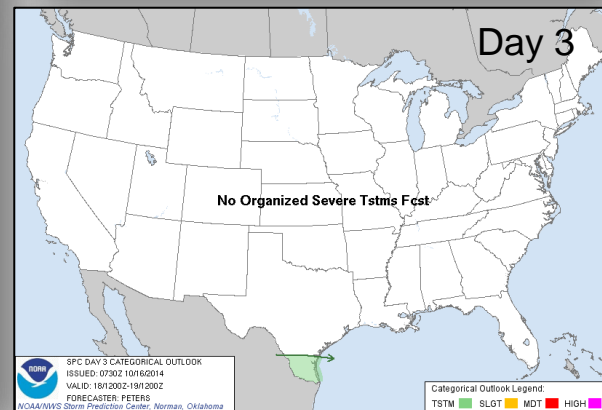 Day 3
No Organized Severe Tstms Fcst
NOAA
SPC DAY 3 CATEGORICAL OUTLOOK
ISSUED: 0730Z 10/16/2014
VALID: 18/1200Z-19/1200Z
FORECASTER: PETERS
NOAA/NWS Storm Prediction Center, Norman, Oklahoma
Categorical Outlook Legend:
TSTM SLGT MDT HIGH